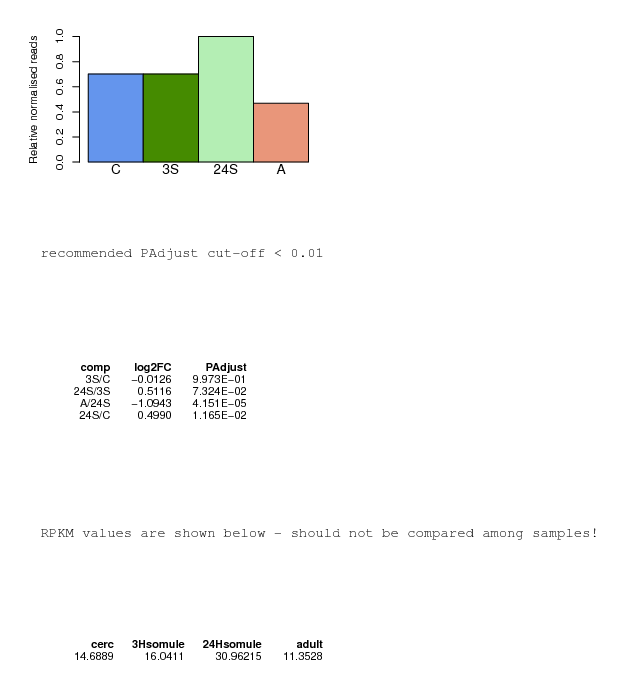 Relative normalised reads
1.0
0.8
0.6
0.4
0.2
0.0
C 3S 24S A
recommended PAdjust cut-off < 0.01
comp log2FC PAdjust
3S/C −0.0126 9.973E−01
24S/3S 0.5116 7.324E−02
A/24S −1.0943 4.151E−05
24S/C 0.4990 1.165E−02
RPKM values are shown below - should not be compared among samples!
cerc 3Hsomule 24Hsomule adult
14.6889 16.0411 30.96215 11.3528